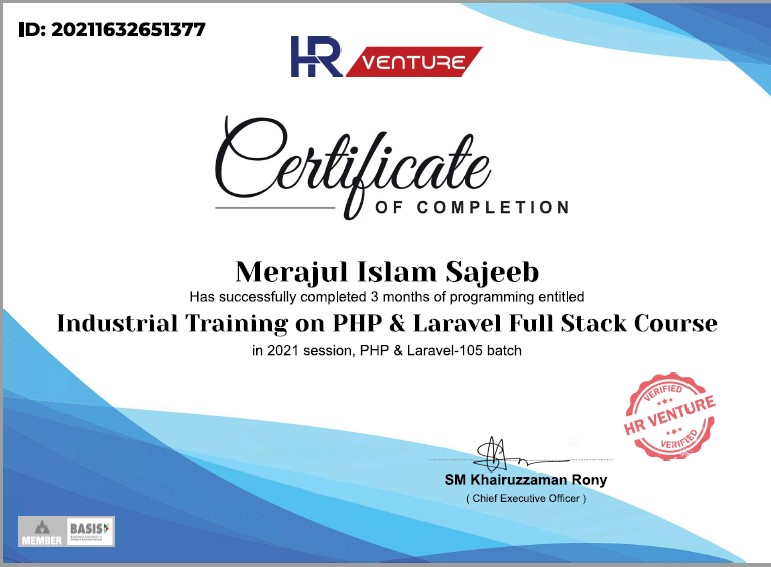 ID: 20211632651377
HR VENTURE
Certificate
OF COMPLETION
Merajul Islam Sajeeb
Has successfully completed 3 months of programming entitled
Industrial Training on PHP & Laravel Full Stack Course
in 2021 session, PHP & Laravel-105 batch
VERIFIED
HR VENTURE
VERIFIED
SM Khairuzzaman Rony
( Chief Executive Officer )
MEMBER
BASIS